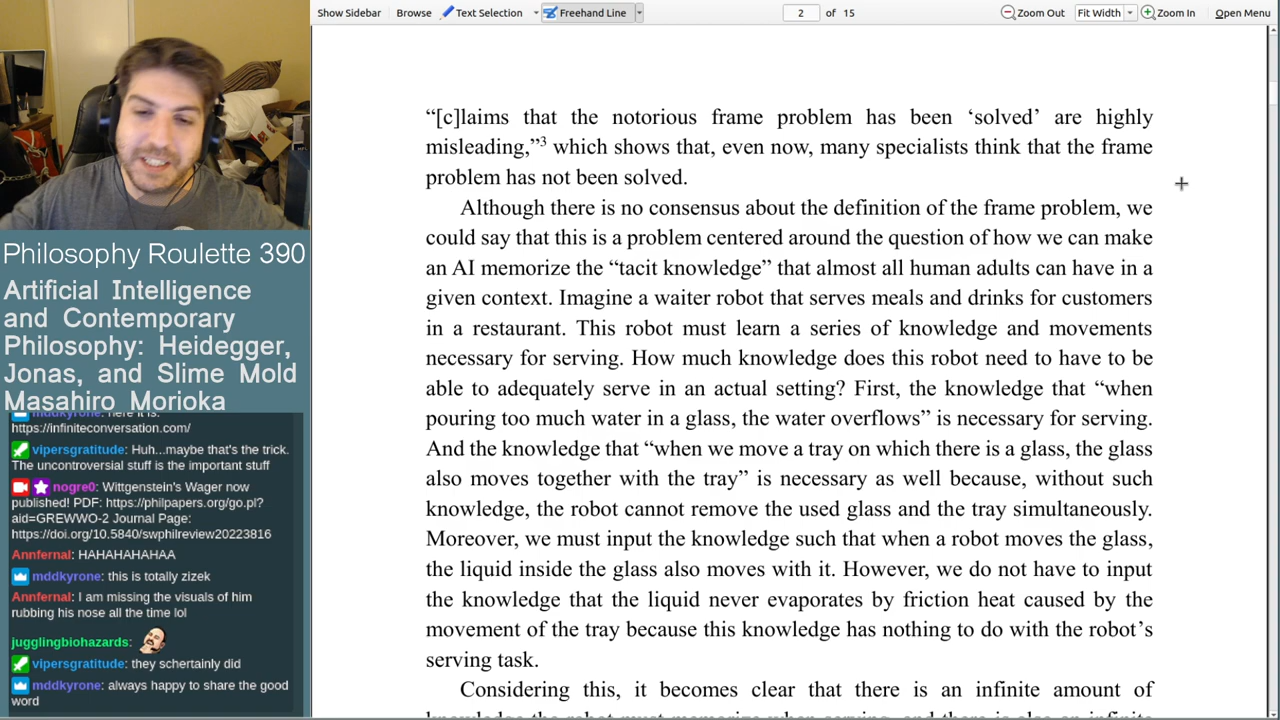 Show Sidebar Browse Text Selection Freehand Line 2 of 15 Zoom Out Fit Width Zoom In Open Menu
“[c]laims that the notorious frame problem has been ‘solved’ are highly
misleading,”3 which shows that, even now, many specialists think that the frame
problem has not been solved.
Although there is no consensus about the definition of the frame problem, we
could say that this is a problem centered around the question of how we can make
an AI memorize the “tacit knowledge” that almost all human adults can have in a
given context. Imagine a waiter robot that serves meals and drinks for customers
in a restaurant. This robot must learn a series of knowledge and movements
necessary for serving. How much knowledge does this robot need to have to be
able to adequately serve in an actual setting? First, the knowledge that “when
pouring too much water in a glass, the water overflows” is necessary for serving.
And the knowledge that “when we move a tray on which there is a glass, the glass
also moves together with the tray” is necessary as well because, without such
knowledge, the robot cannot remove the used glass and the tray simultaneously.
Moreover, we must input the knowledge such that when a robot moves the glass,
the liquid inside the glass also moves with it. However, we do not have to input
the knowledge that the liquid never evaporates by friction heat caused by the
movement of the tray because this knowledge has nothing to do with the robot’s
serving task.
Considering this, it becomes clear that there is an infinite amount of
Philosophy Roulette 390
Artificial Intelligence
and Contemporary
Philosophy: Heidegger,
Jonas, and Slime Mold
Masahiro Morioka
mddkyrone: here it is:
https://infiniteconversation.com/
vipersgratitude: Huh...maybe that's the trick.
The uncontroversial stuff is the important stuff
nogre0: Wittgenstein's Wager now
published! PDF: https://philpapers.org/go.pl?
aid=GREWWO-2 Journal Page:
https://doi.org/10.5840/swphilreview20223816
Annfernal: HAHAHAHAHAA
mddkyrone: this is totally zizek
Annfernal: I am missing the visuals of him
rubbing his nose all the time lol
jugglingbiohazards:
vipersgratitude: they schertainly did
mddkyrone: always happy to share the good
word